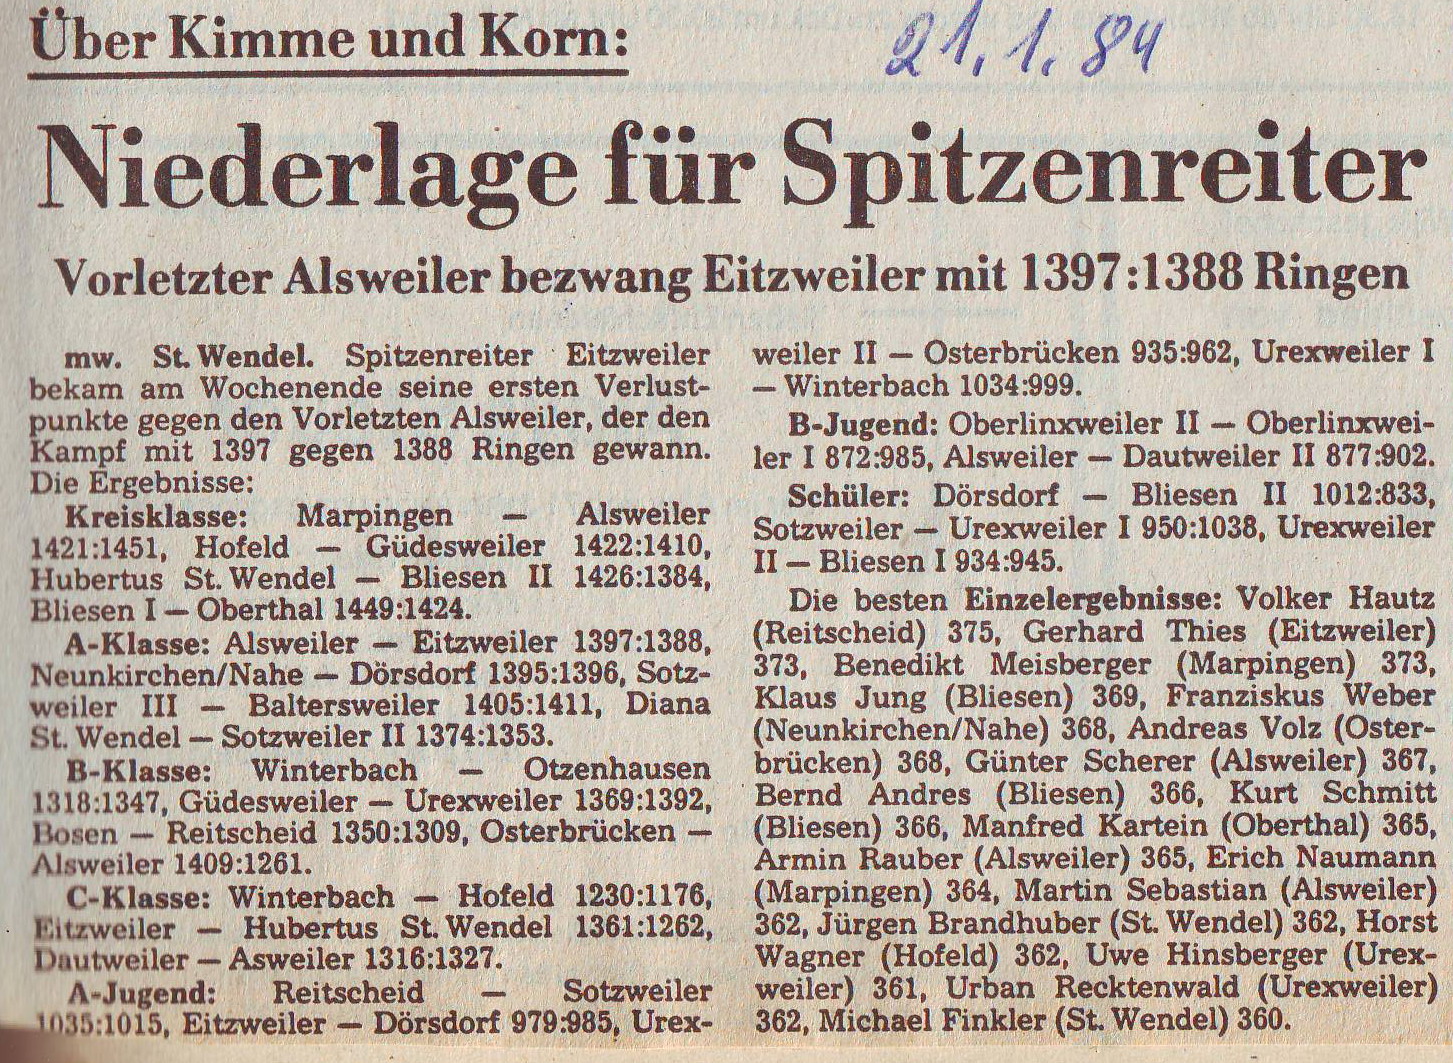 Über Kimme und Korn:
21.1.84
Niederlage für Spitzenreiter
Vorletzter Alsweiler bezwang Eitzweiler mit 1397:1388 Ringen
mw. St. Wendel. Spitzenreiter Eitzweiler
bekam am Wochenende seine ersten Verlust-
punkte gegen den Vorletzten Alsweiler, der den
Kampf mit 1397 gegen 1388 Ringen gewann.
Die Ergebnisse:
Kreisklasse: Marpingen — Alsweiler
1421:1451, Hofeld — Güdesweiler 1422:1410,
Hubertus St. Wendel — Bliesen II 1426:1384,
Bliesen I — Oberthal 1449:1424.
A-Klasse: Alsweiler — Eitzweiler 1397:1388,
Neunkirchen/Nahe — Dörsdorf 1395:1396, Sotz-
weiler III — Baltersweiler 1405:1411, Diana
St. Wendel — Sotzweiler II 1374:1353.
B-Klasse: Winterbach — Otzenhausen
1318:1347, Güdesweiler — Urexweiler 1369:1392,
Bosen — Reitscheid 1350:1309, Osterbrücken —
Alsweiler 1409:1261.
C-Klasse: Winterbach — Hofeld 1230:1176,
Eitzweiler — Hubertus St. Wendel 1361:1262,
Dautweiler — Asweiler 1316:1327.
A-Jugend: Reitscheid — Sotzweiler
1035:1015, Eitzweiler — Dörsdorf 979:985, Urex-
weiler II — Osterbrücken 935:962, Urexweiler I
— Winterbach 1034:999.
B-Jugend: Oberlinxweiler II — Oberlinxwei-
ler I 872:985, Alsweiler — Dautweiler II 877:902.
Schüler: Dörsdorf — Bliesen II 1012:833,
Sotzweiler — Urexweiler I 950:1038, Urexweiler
II — Bliesen I 934:945.
Die besten Einzelergebnisse: Volker Hautz
(Reitscheid) 375, Gerhard Thies (Eitzweiler)
373, Benedikt Meisberger (Marpingen) 373,
Klaus Jung (Bliesen) 369, Franziskus Weber
(Neunkirchen/Nahe) 368, Andreas Volz (Oster-
brücken) 368, Günter Scherer (Alsweiler) 367,
Bernd Andres (Bliesen) 366, Kurt Schmitt
(Bliesen) 366, Manfred Kartein (Oberthal) 365,
Armin Rauber (Alsweiler) 365, Erich Naumann
(Marpingen) 364, Martin Sebastian (Alsweiler)
362, Jürgen Brandhuber (St. Wendel) 362, Horst
Wagner (Hofeld) 362, Uwe Hinsberger (Urex-
weiler) 361, Urban Recktenwald (Urexweiler)
362, Michael Finkler (St. Wendel) 360.